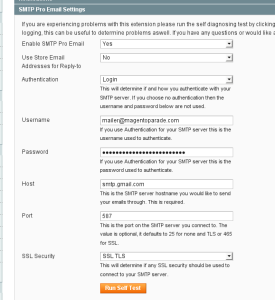 SMTP Pro Email Settings
If you are experiencing problems with this extension please run the self diagnosing test by clicking
logging, this can be useful to determine problems aswell. If you have any questions or would like a
Enable SMTP Pro Email Yes
Use Store Email No
Addresses for Reply-to
Authentication Login
This will determine if and how you authenticate with your
SMTP server. If you choose no authentication then the
username and password below are not used.
Username mailer@magentoparade.com
If you use Authentication for your SMTP server this is the
username used to authenticate.
Password
If you use Authentication for your SMTP server this is the
password used to authenticate.
Host smtp.gmail.com
This is the SMTP server hostname you would like to send
your emails through. This is required.
Port 587
This is the port on the SMTP server you connect to. The
value is optional, it defaults to 25 for none and TLS or 465
for SSL.
SSL Security SSL TLS
This will determine if any SSL security should be used to
connect to your SMTP server.
Run Self Test